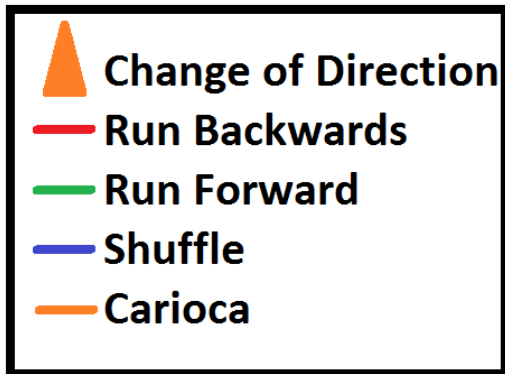 Change of Direction
Run Backwards
Run Forward
Shuffle
Carioca